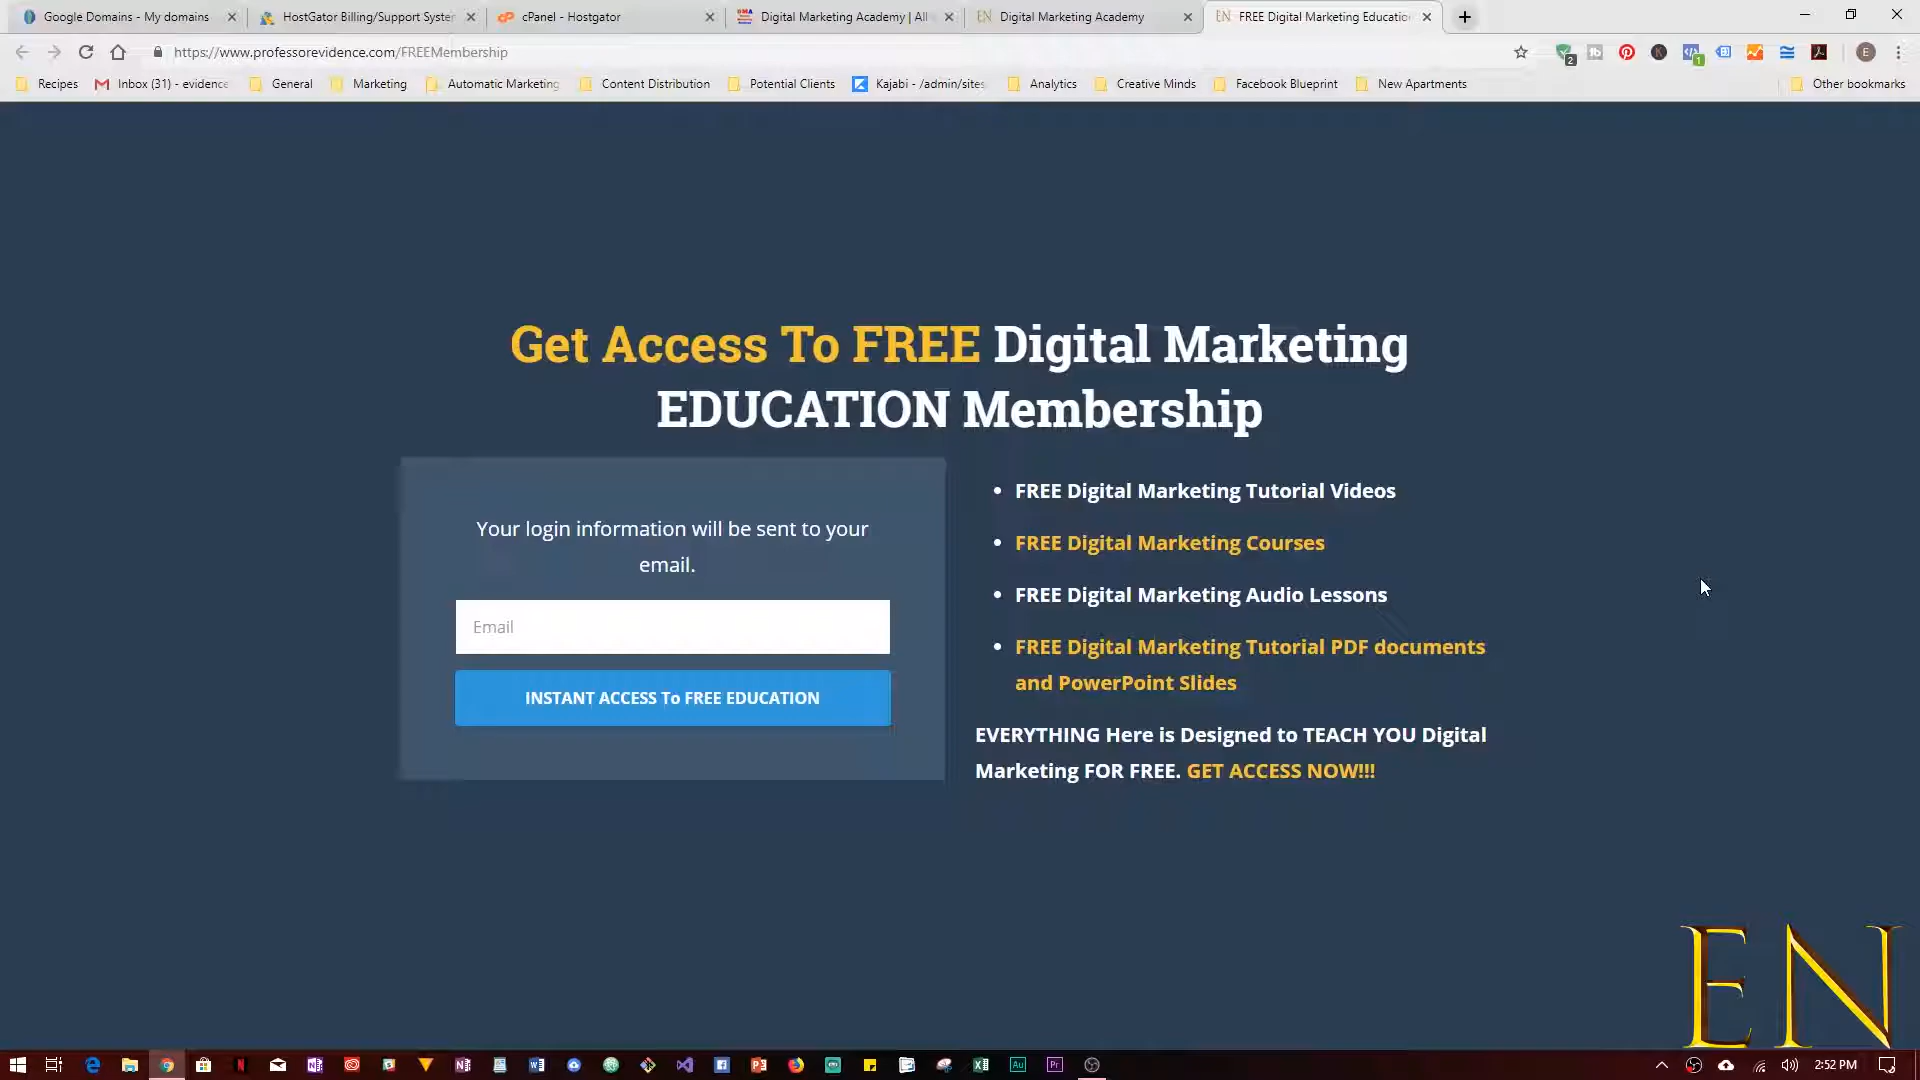 Google Domains - My domains
HostGator Billing/Support Syster
cPanel - Hostgator
Digital Marketing Academy | All
Digital Marketing Academy
FREE Digital Marketing Educatio
https://www.professorevidence.com/FREEMembership
Recipes
Inbox (31) - evidence
General
Marketing
Automatic Marketing
Content Distribution
Potential Clients
Kajabi - /admin/sites
Analytics
Creative Minds
Facebook Blueprint
New Apartments
Other bookmarks
Get Access To FREE Digital Marketing
EDUCATION Membership
Your login information will be sent to your
email.
Email
INSTANT ACCESS To FREE EDUCATION
• FREE Digital Marketing Tutorial Videos
• FREE Digital Marketing Courses
• FREE Digital Marketing Audio Lessons
• FREE Digital Marketing Tutorial PDF documents
and PowerPoint Slides
EVERYTHING Here is Designed to TEACH YOU Digital
Marketing FOR FREE. GET ACCESS NOW!!!
EN
2:52 PM